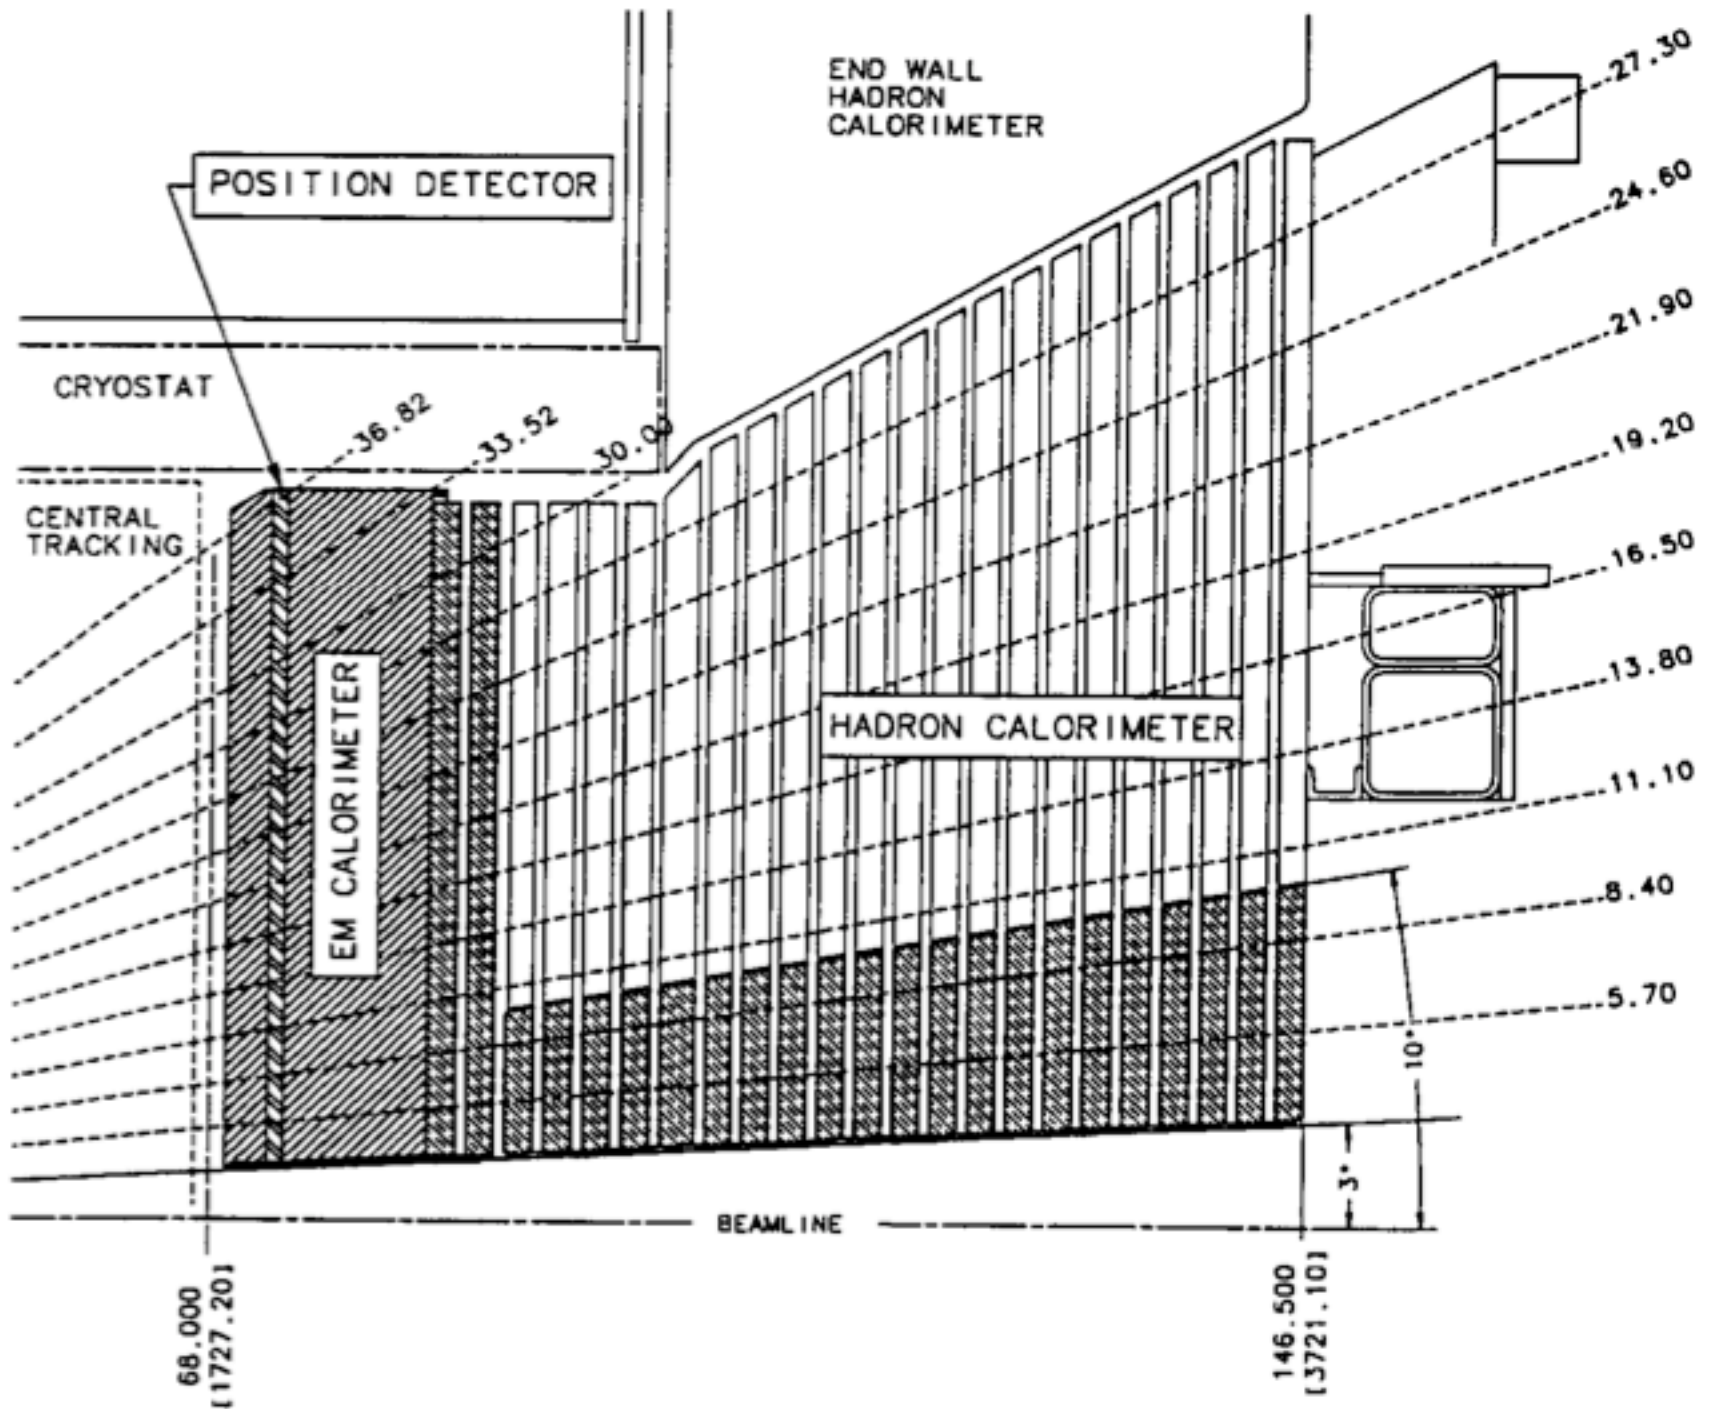 END WALL
HADRON
CALORIMETER
27.30
POSITION DETECTOR
24.60
21.90
CRYOSTAT
36.82
33.52
30.00
19.20
CENTRAL
TRACKING
16.50
13.80
EM CALORIMETER
HADRON CALORIMETER
11.10
8.40
5.70
10°
3°
BEAMLINE
68.000
[1727.20]
146.500
[3721.10]